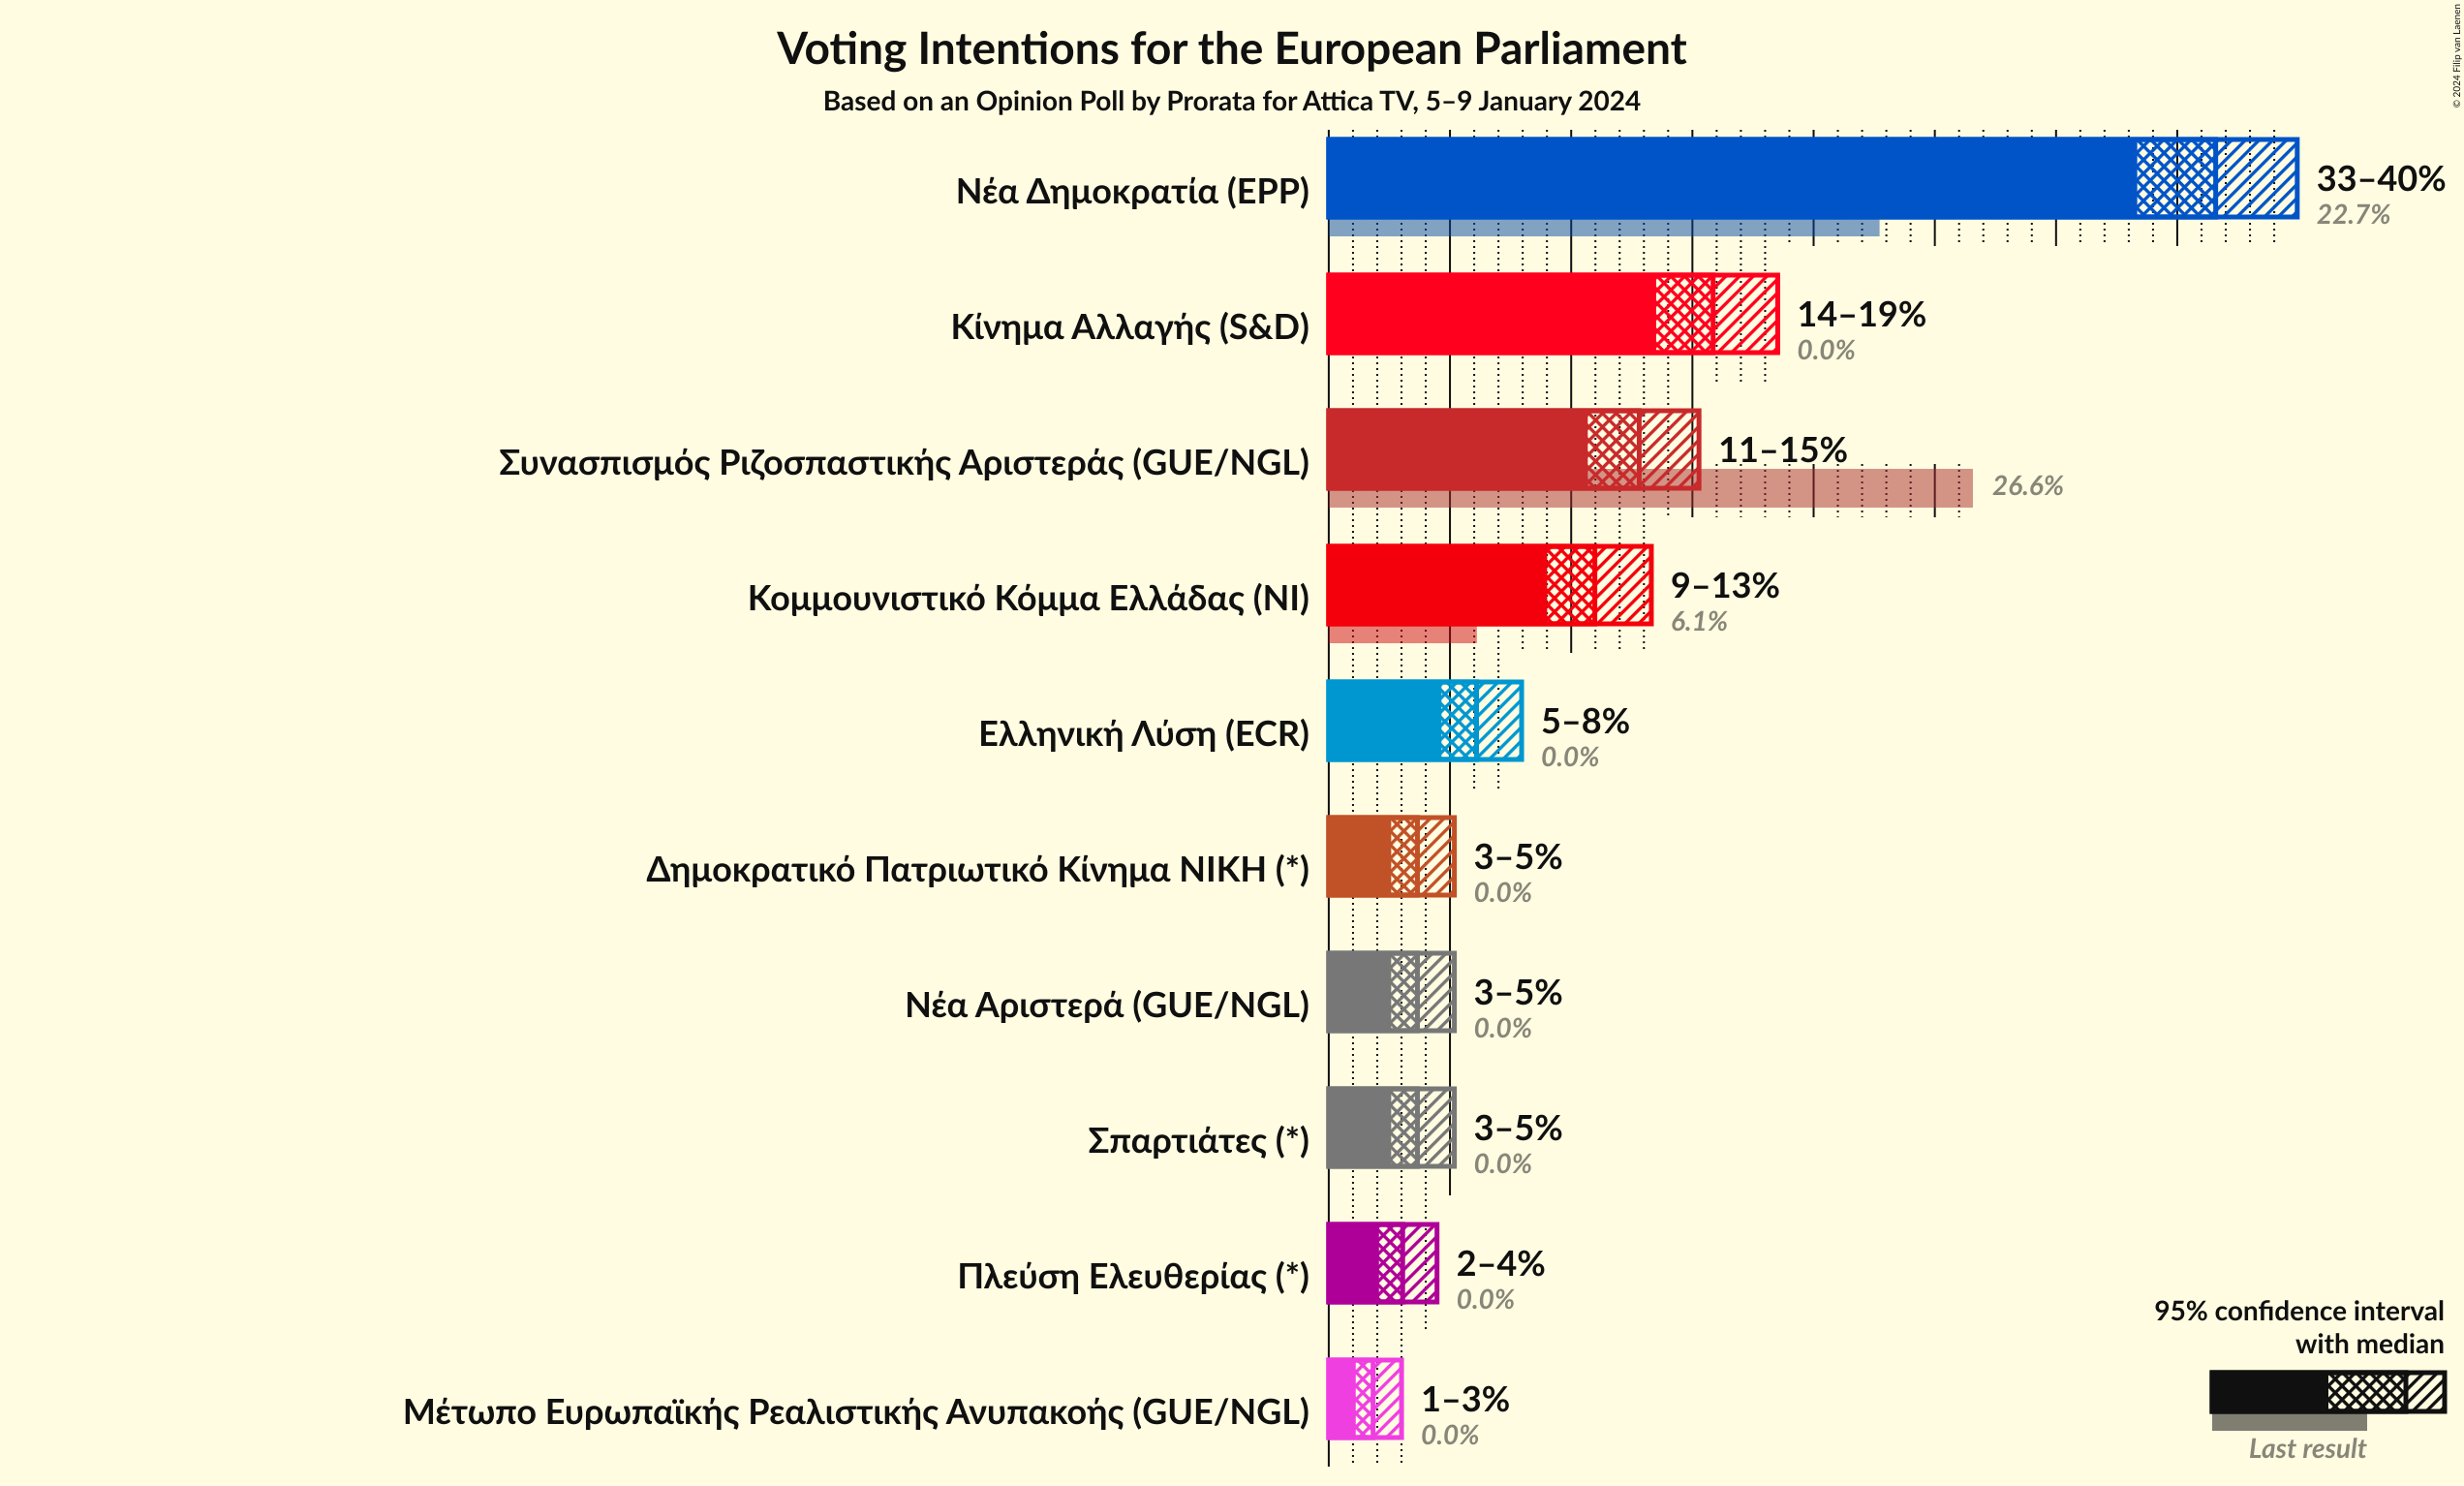 © 2024 Filip van Laenen
Voting Intentions for the European Parliament
Based on an Opinion Poll by Prorata for Attica TV, 5–9 January 2024
Νέα Δημοκρατία (EPP)
33–40%
22.7%
Κίνημα Αλλαγής (S&D)
14–19%
0.0%
Συνασπισμός Ριζοσπαστικής Αριστεράς (GUE/NGL)
11–15%
26.6%
Κομμουνιστικό Κόμμα Ελλάδας (NI)
9–13%
6.1%
Ελληνική Λύση (ECR)
5–8%
0.0%
Δημοκρατικό Πατριωτικό Κίνημα ΝΙΚΗ (*)
3–5%
0.0%
Νέα Αριστερά (GUE/NGL)
3–5%
0.0%
Σπαρτιάτες (*)
3–5%
0.0%
Πλεύση Ελευθερίας (*)
2–4%
0.0%
Μέτωπο Ευρωπαϊκής Ρεαλιστικής Ανυπακοής (GUE/NGL)
1–3%
0.0%
95% confidence interval
with median
Last result